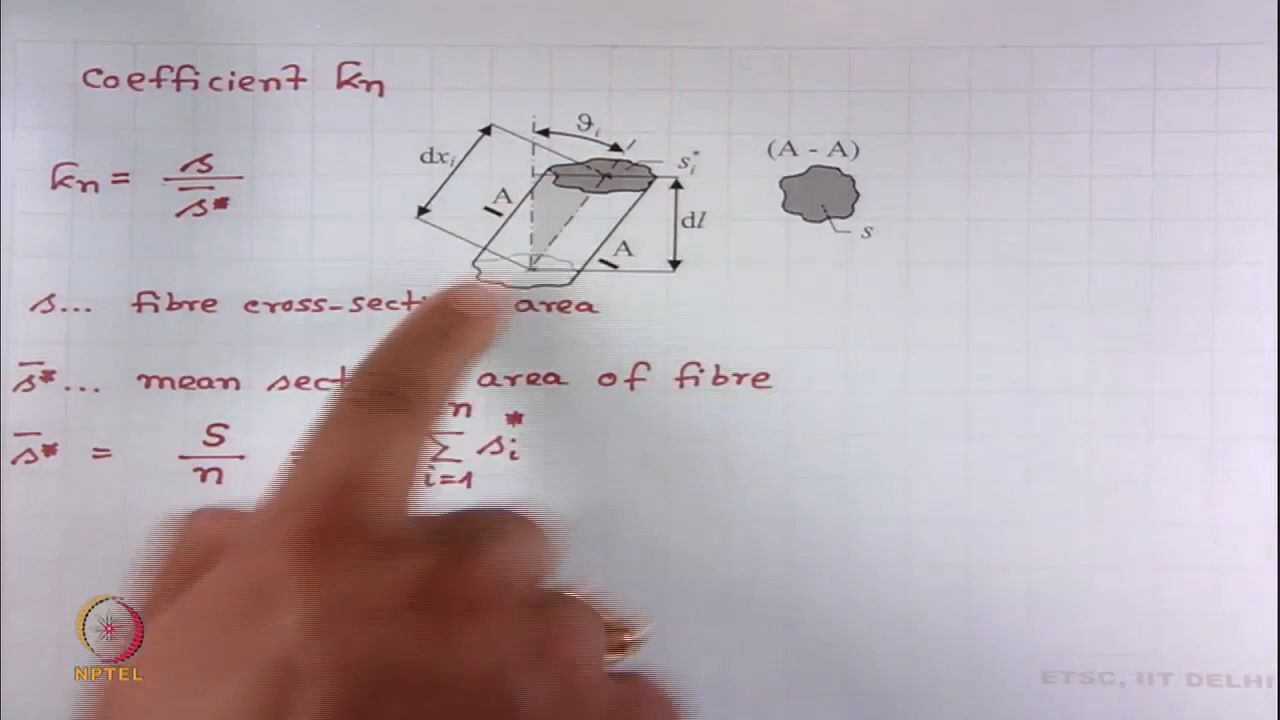 Coefficient kn
kn = s / s̅*
dxᵢ
ϑᵢ
sᵢ*
A
A
dl
(A - A)
s
s... fibre cross-secti area
s̅*... mean sect area of fibre
s̅* = S / n = n Σ i=1 sᵢ*
NPTEL
ETSC, IIT DELHI